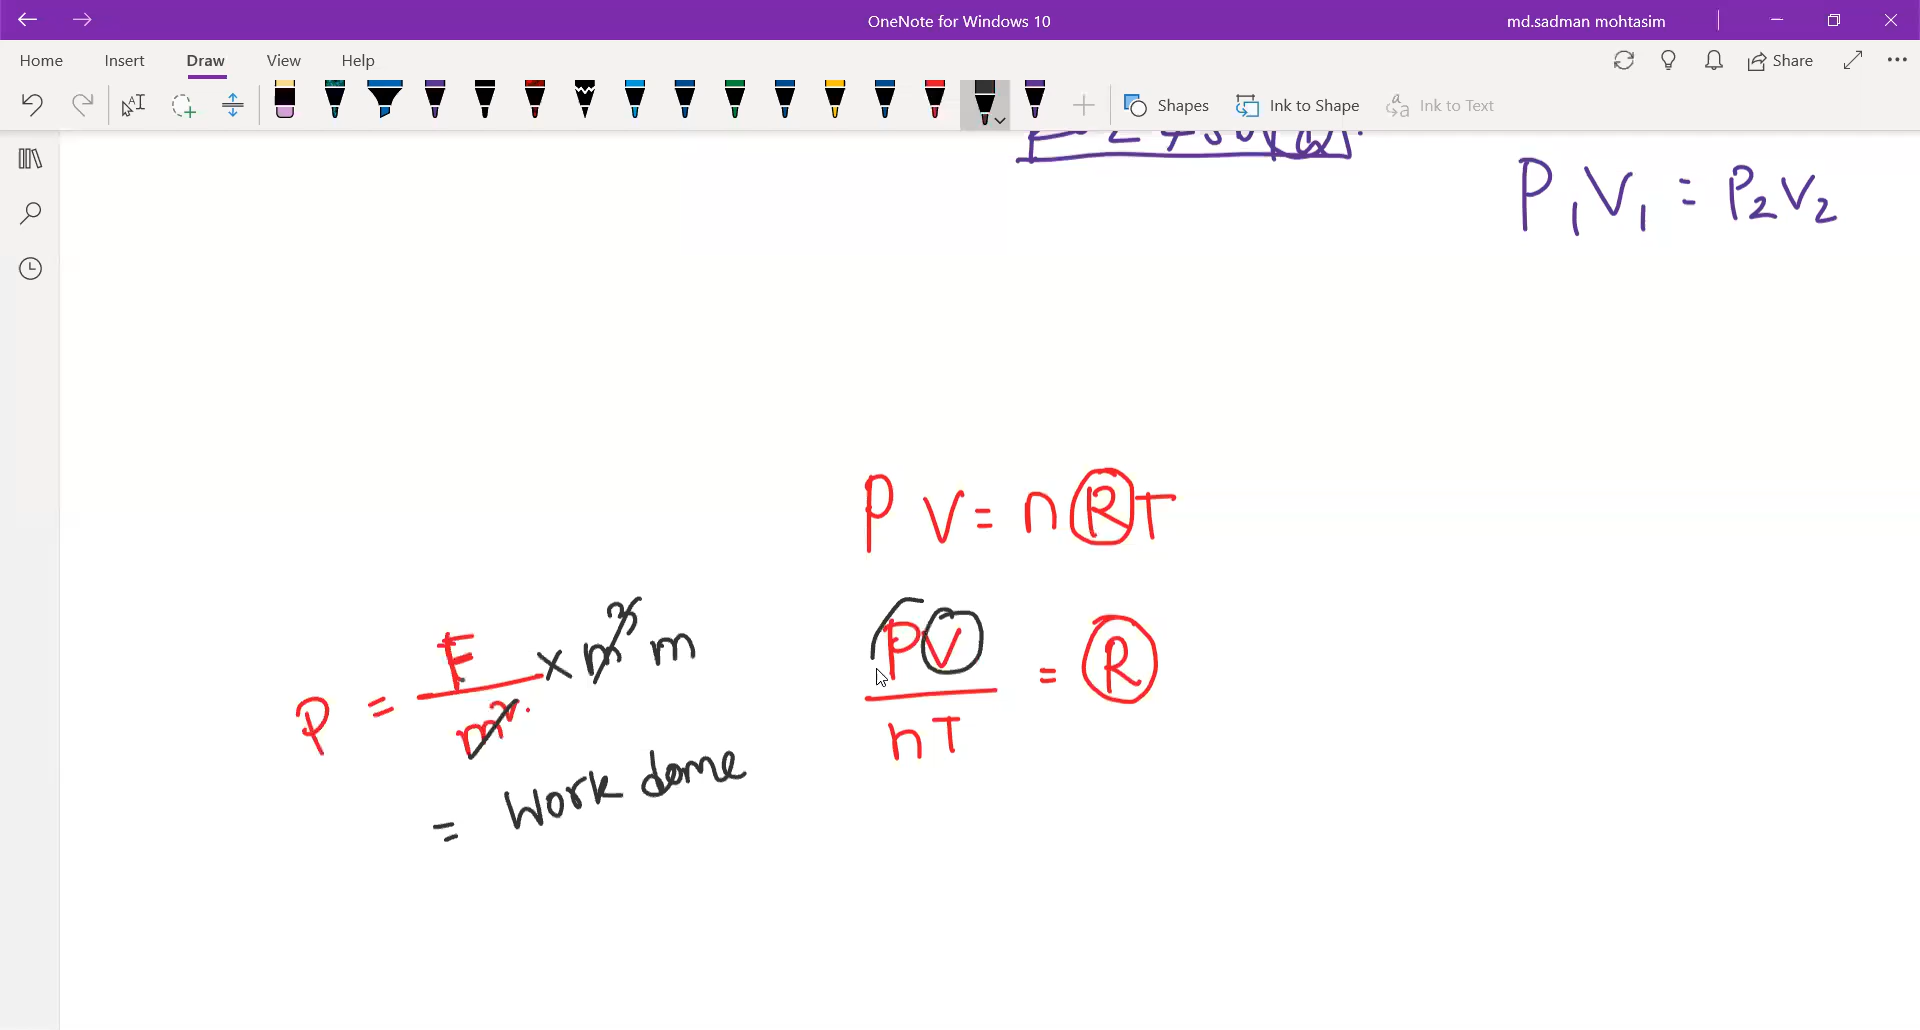 OneNote for Windows 10
md.sadman mohtasim
Home Insert Draw View Help
Share
Shapes Ink to Shape Ink to Text
P₁V₁ = P₂V₂
PV = nRT
P = F/m² × m³ m
= Work done
PV/nT = R